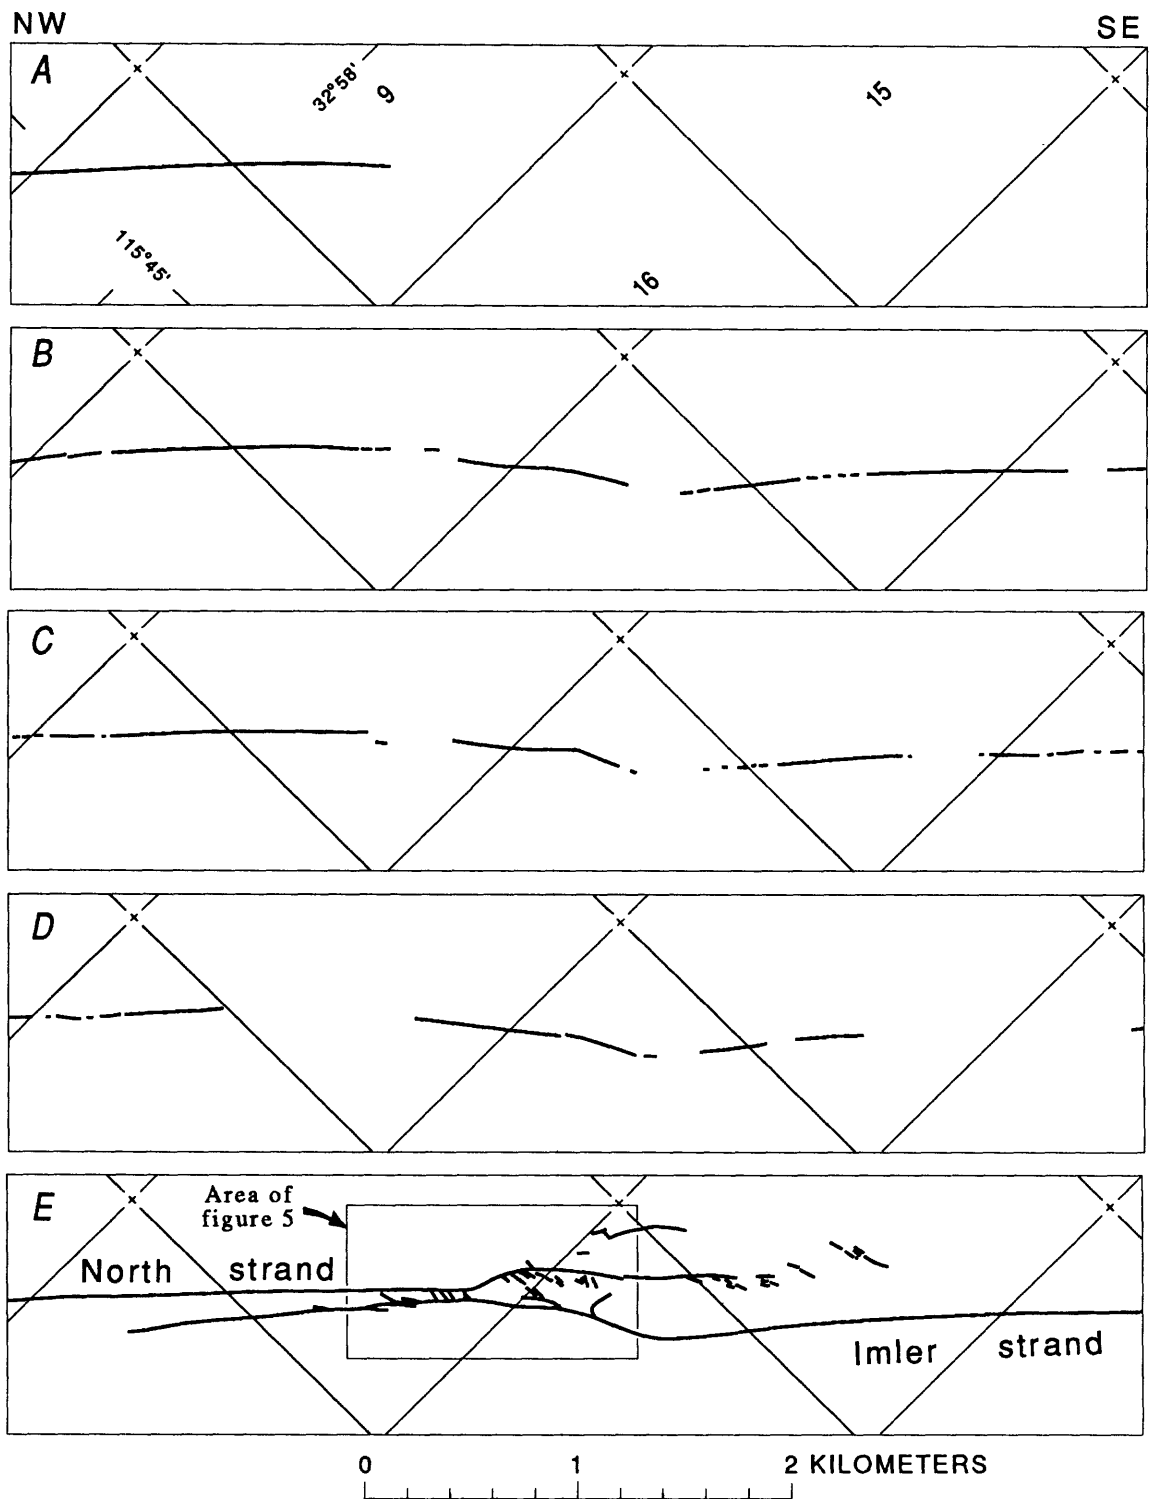 NW SE
A
32°58'
9
15
115°45'
16
B
C
D
E
Area of
figure 5
North strand
Imler strand
0 1 2 KILOMETERS